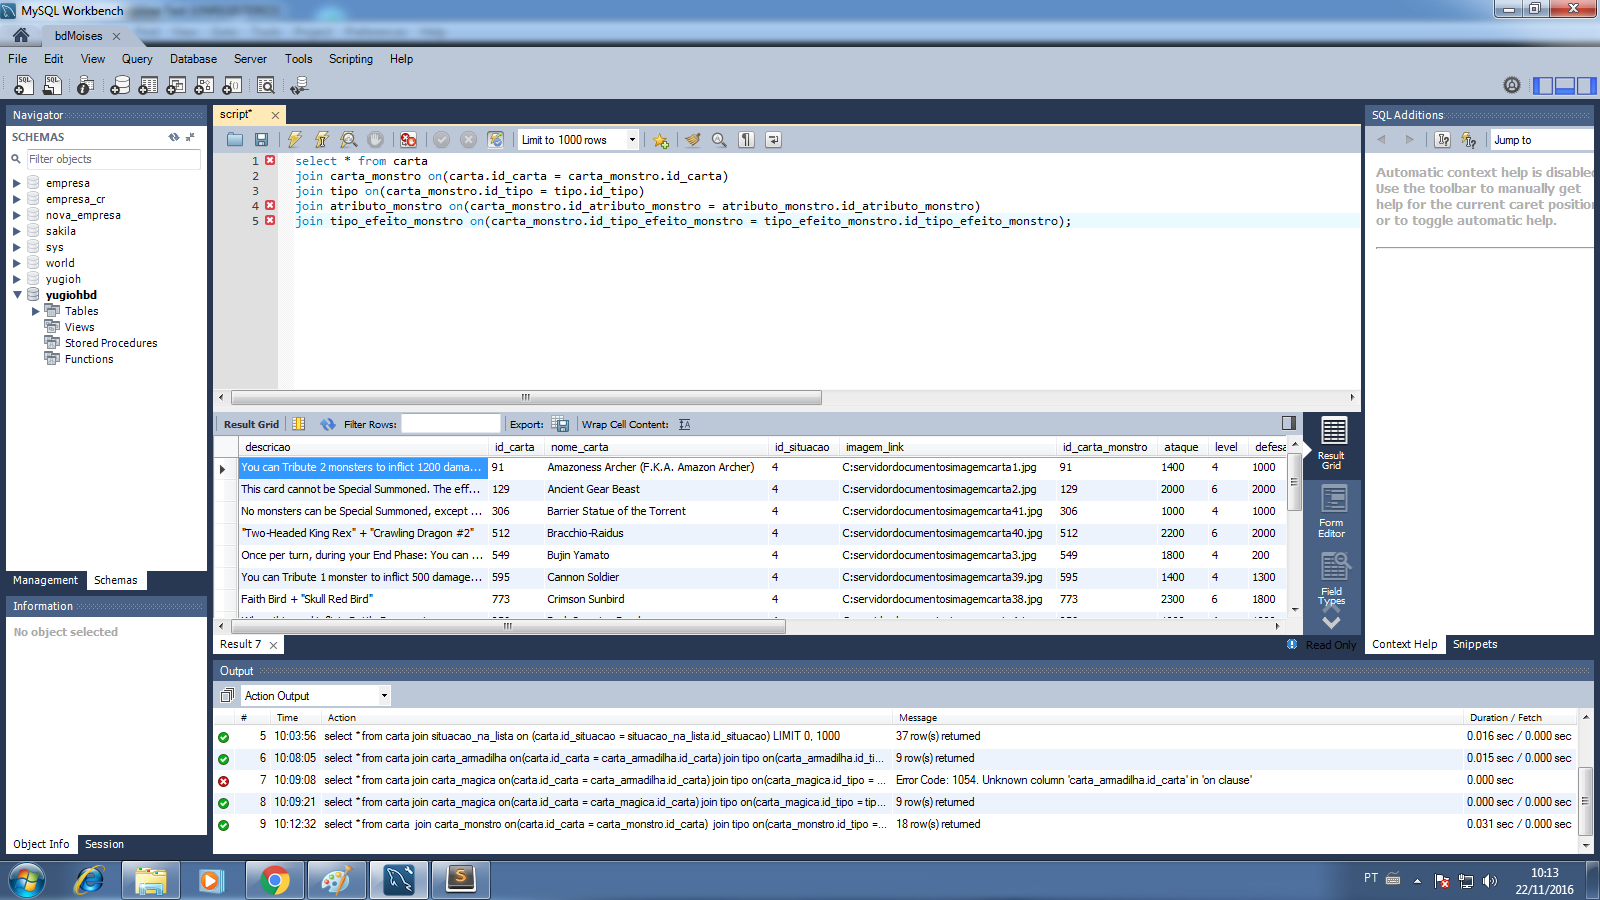 MySQL Workbench
bdMoises
File Edit View Query Database Server Tools Scripting Help
Navigator
SCHEMAS
Filter objects
empresa
empresa_cr
nova_empresa
sakila
sys
world
yugioh
yugiohbd
Tables
Views
Stored Procedures
Functions
Management Schemas
Information
No object selected
Object Info Session
script*
Limit to 1000 rows
1 select * from carta
2 join carta_monstro on(carta.id_carta = carta_monstro.id_carta)
3 join tipo on(carta_monstro.id_tipo = tipo.id_tipo)
4 join atributo_monstro on(carta_monstro.id_atributo_monstro = atributo_monstro.id_atributo_monstro)
5 join tipo_efeito_monstro on(carta_monstro.id_tipo_efeito_monstro = tipo_efeito_monstro.id_tipo_efeito_monstro);
Result Grid Filter Rows: Export: Wrap Cell Content:
descricao id_carta nome_carta id_situacao imagem_link id_carta_monstro ataque level defesa
You can Tribute 2 monsters to inflict 1200 dama... 91 Amazoness Archer (F.K.A. Amazon Archer) 4 C:servidordocumentosimagemcarta1.jpg 91 1400 4 1000
This card cannot be Special Summoned. The eff... 129 Ancient Gear Beast 4 C:servidordocumentosimagemcarta2.jpg 129 2000 6 2000
No monsters can be Special Summoned, except ... 306 Barrier Statue of the Torrent 4 C:servidordocumentosimagemcarta41.jpg 306 1000 4 1000
"Two-Headed King Rex" + "Crawling Dragon #2" 512 Bracchio-Raidus 4 C:servidordocumentosimagemcarta40.jpg 512 2200 6 2000
Once per turn, during your End Phase: You can ... 549 Bujin Yamato 4 C:servidordocumentosimagemcarta3.jpg 549 1800 4 200
You can Tribute 1 monster to inflict 500 damage... 595 Cannon Soldier 4 C:servidordocumentosimagemcarta39.jpg 595 1400 4 1300
Faith Bird + "Skull Red Bird" 773 Crimson Sunbird 4 C:servidordocumentosimagemcarta38.jpg 773 2300 6 1800
Result Grid
Form Editor
Field Types
Result 7
Read Only
SQL Additions
Jump to
Automatic context help is disabled
Use the toolbar to manually get
help for the current caret position
or to toggle automatic help.
Context Help Snippets
Output
Action Output
# Time Action Message Duration / Fetch
5 10:03:56 select * from carta join situacao_na_lista on (carta.id_situacao = situacao_na_lista.id_situacao) LIMIT 0, 1000 37 row(s) returned 0.016 sec / 0.000 sec
6 10:08:05 select * from carta join carta_armadilha on(carta.id_carta = carta_armadilha.id_carta) join tipo on(carta_armadilha.id_ti... 9 row(s) returned 0.015 sec / 0.000 sec
7 10:09:08 select * from carta join carta_magica on(carta.id_carta = carta_magica.id_carta) join tipo on(carta_magica.id_tipo = ... Error Code: 1054. Unknown column 'carta_armadilha.id_carta' in 'on clause' 0.000 sec
8 10:09:21 select * from carta join carta_magica on(carta.id_carta = carta_magica.id_carta) join tipo on(carta_magica.id_tipo = tip... 9 row(s) returned 0.000 sec / 0.000 sec
9 10:12:32 select * from carta join carta_monstro on(carta.id_carta = carta_monstro.id_carta) join tipo on(carta_monstro.id_tipo =... 18 row(s) returned 0.031 sec / 0.000 sec
PT
10:13
22/11/2016